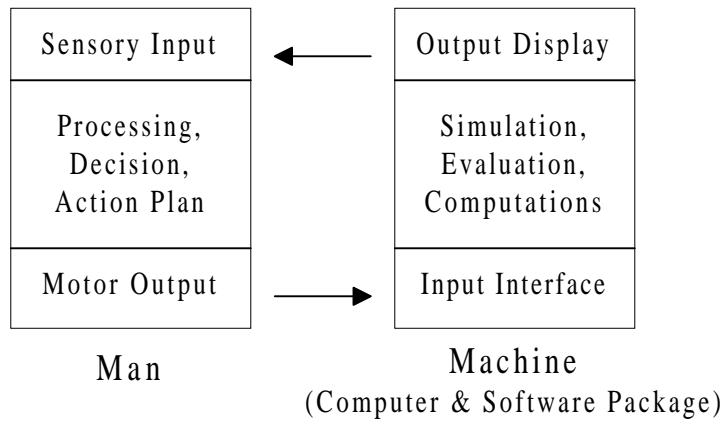 Sensory Input
Processing,
Decision,
Action Plan
Motor Output
Man
Output Display
Simulation,
Evaluation,
Computations
Input Interface
Machine
(Computer & Software Package)